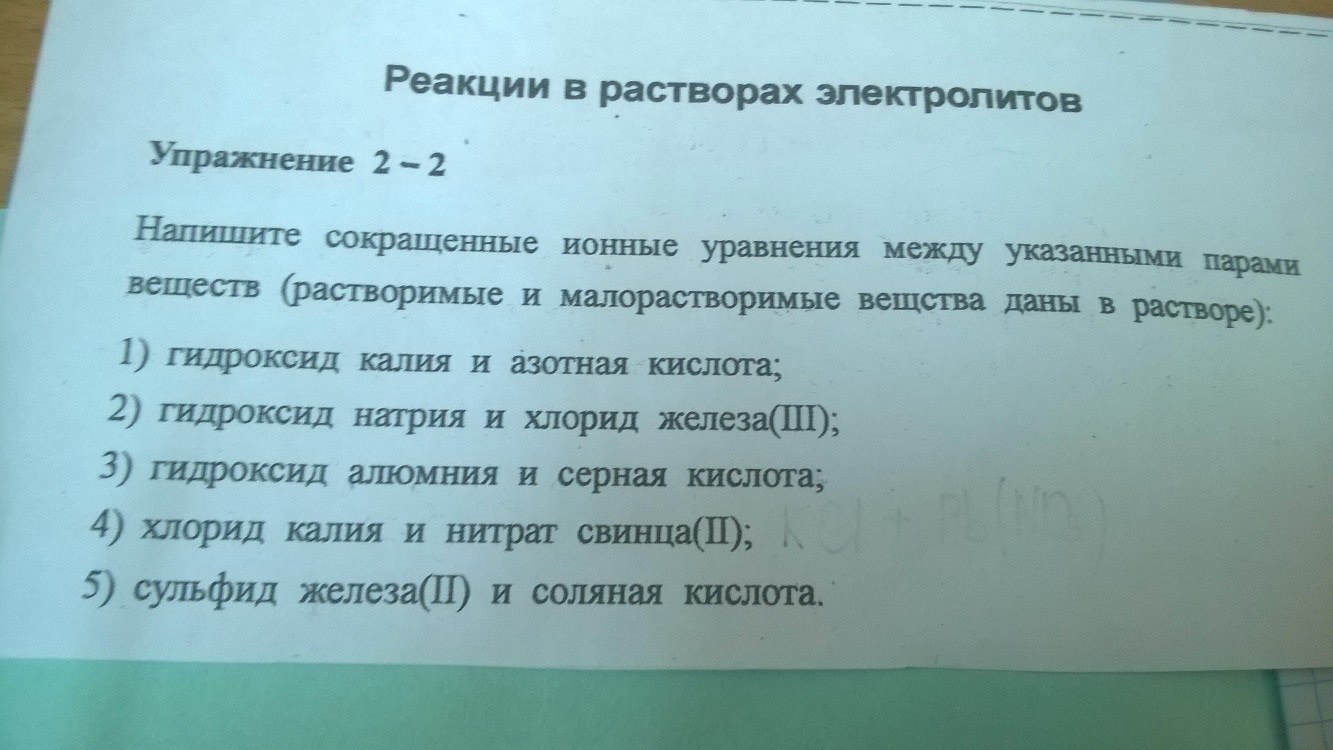 Реакции в растворах электролитов
Упражнение 2 – 2
Напишите сокращенные ионные уравнения между указанными парами
веществ (растворимые и малорастворимые вещства даны в растворе):
1) гидроксид калия и азотная кислота;
2) гидроксид натрия и хлорид железа(III);
3) гидроксид алюмния и серная кислота;
4) хлорид калия и нитрат свинца(II);
5) сульфид железа(II) и соляная кислота.